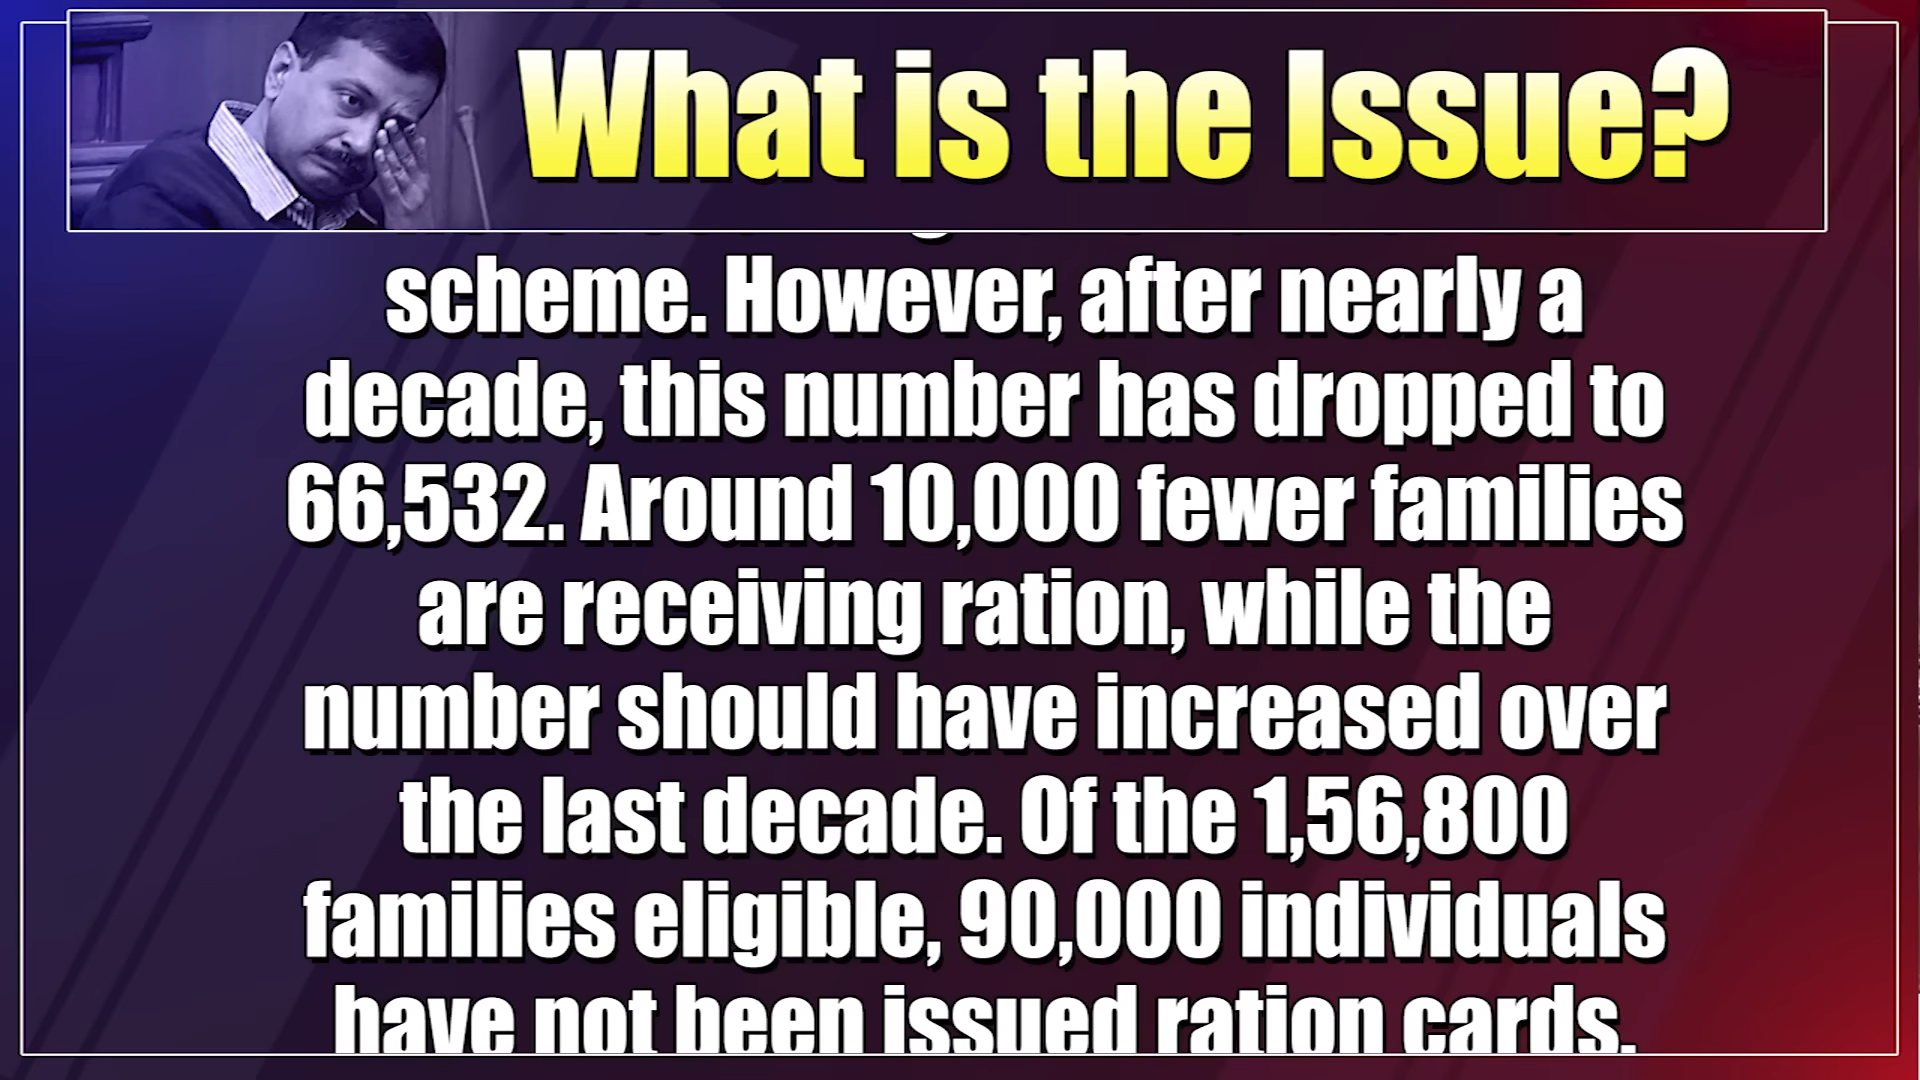 What is the Issue?
scheme. However, after nearly a
decade, this number has dropped to
66,532. Around 10,000 fewer families
are receiving ration, while the
number should have increased over
the last decade. Of the 1,56,800
families eligible, 90,000 individuals
have not been issued ration cards.